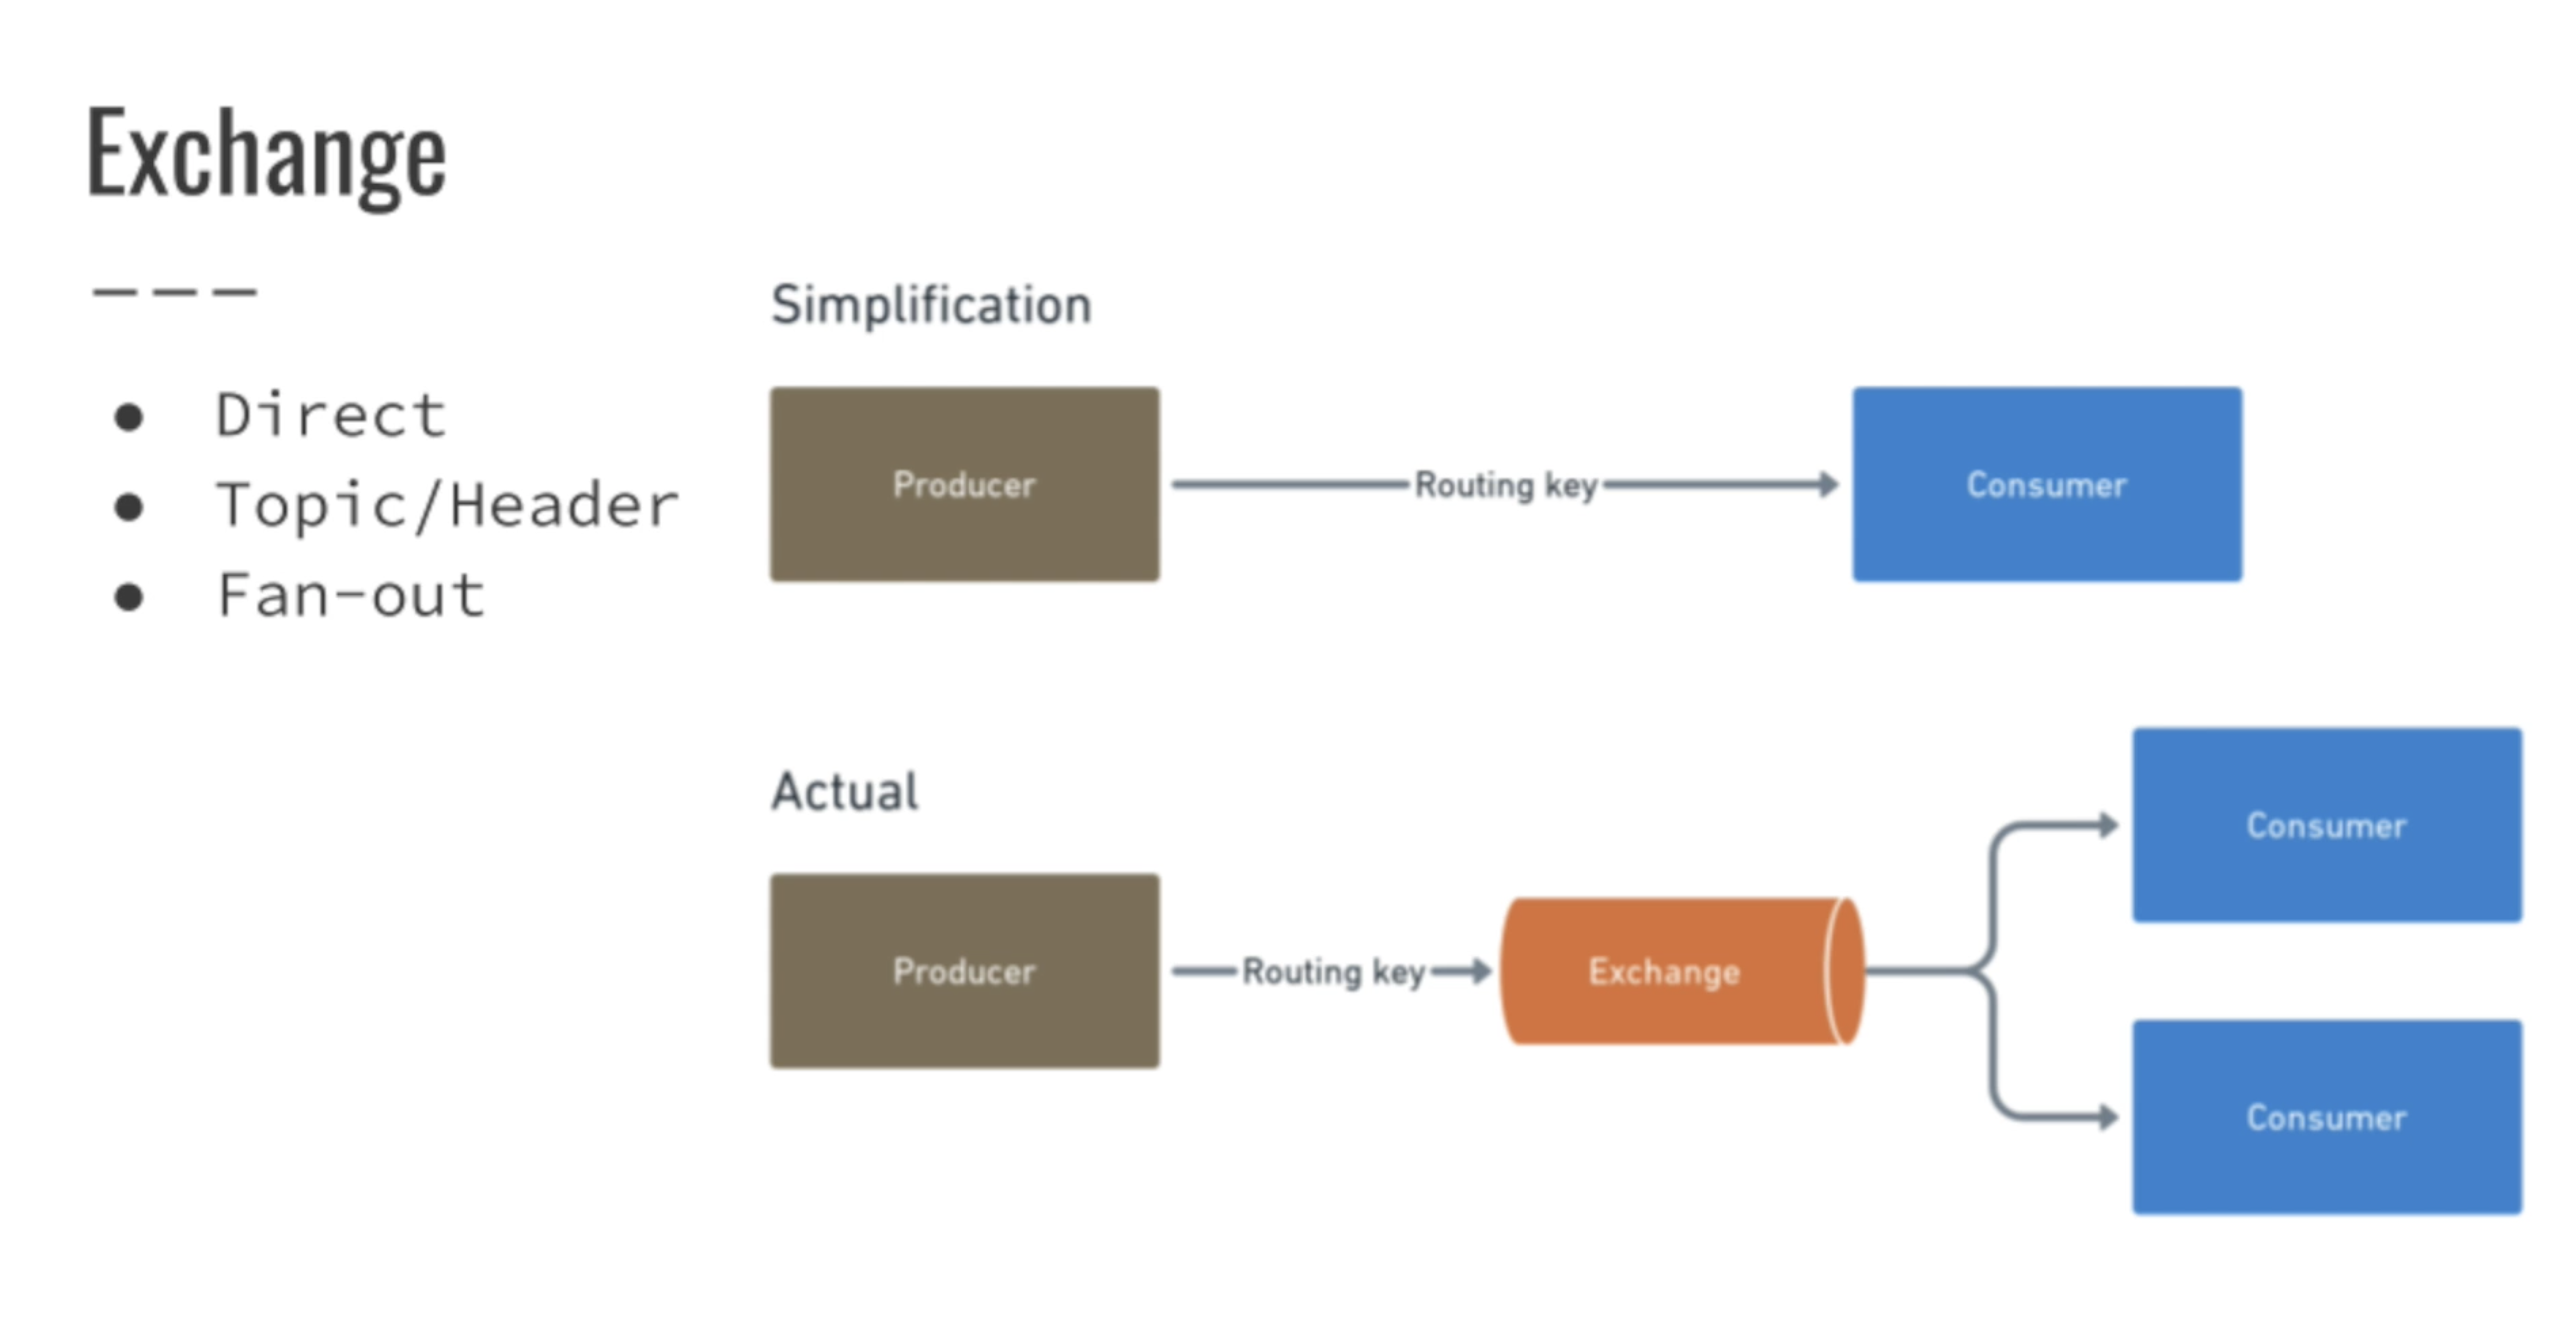 Exchange
Direct
Topic/Header
Fan-out
Simplification
Producer
Routing key
Consumer
Actual
Producer
Routing key
Exchange
Consumer
Consumer